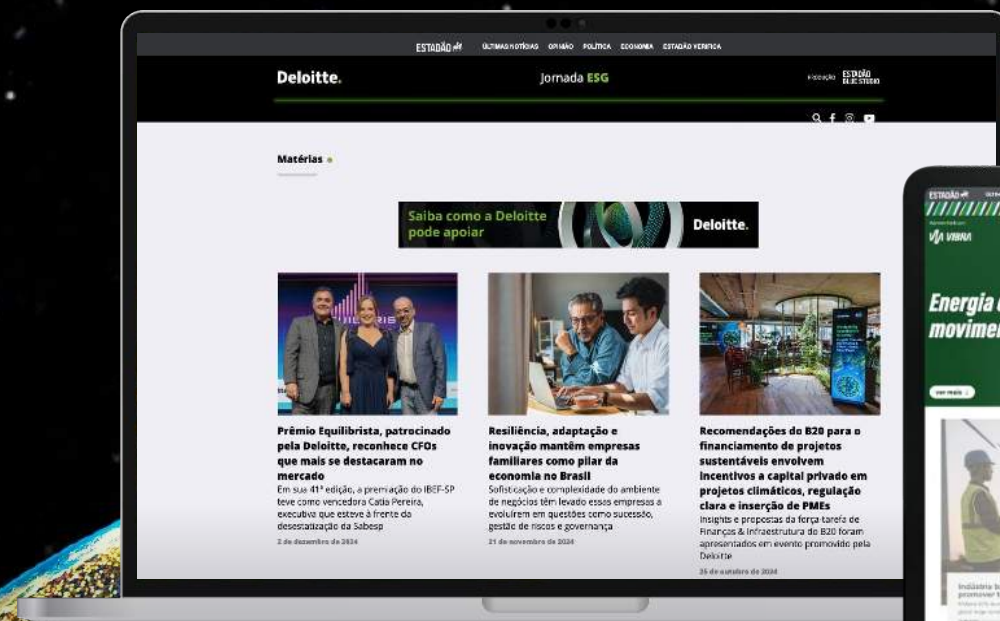 ESTADÃO
ÚLTIMAS NOTÍCIAS OPINIÃO POLÍTICA ECONOMIA ESTADÃO VERIFICA
Deloitte.
Jornada ESG
ESTADÃO
BLUE STUDIO
Matérias
Saiba como a Deloitte
pode apoiar
Deloitte.
Prêmio Equilibrista, patrocinado
pela Deloitte, reconhece CFOs
que mais se destacaram no
mercado
Em sua 41ª edição, a premiação do IBEF-SP
teve como vencedora Catia Pereira,
executiva que esteve à frente da
desestatização da Sabesp
2 de dezembro de 2024
Resiliência, adaptação e
inovação mantêm empresas
familiares como pilar da
economia no Brasil
Sofisticação e complexidade do ambiente
de negócios têm levado essas empresas a
evoluírem em questões como sucessão,
gestão de riscos e governança
21 de novembro de 2024
Recomendações do B20 para o
financiamento de projetos
sustentáveis envolvem
incentivos a capital privado em
projetos climáticos, regulação
clara e inserção de PMEs
Insights e propostas da força-tarefa de
Finanças & Infraestrutura do B20 foram
apresentados em evento promovido pela
Deloitte
25 de outubro de 2024
ESTADÃO
VIBRA
Energia
movimen
ver mais
Indústria
promover